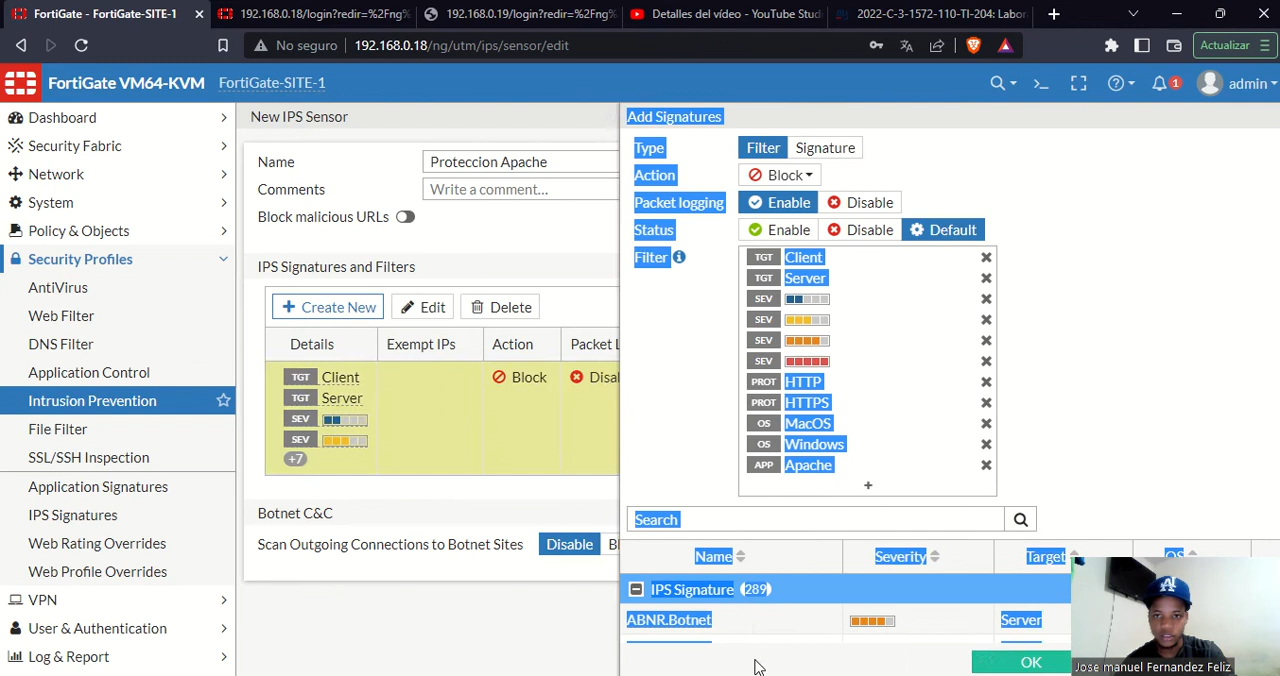 FortiGate - FortiGate-SITE-1
192.168.0.18/login?redir=%2Fng%
192.168.0.19/login?redir=%2Fng%
Detalles del vídeo - YouTube Stud
2022-C-3-1572-110-TI-204: Labor
No seguro
192.168.0.18/ng/utm/ips/sensor/edit
Actualizar
FortiGate VM64-KVM
FortiGate-SITE-1
1
admin
Dashboard
Security Fabric
Network
System
Policy & Objects
Security Profiles
AntiVirus
Web Filter
DNS Filter
Application Control
Intrusion Prevention
File Filter
SSL/SSH Inspection
Application Signatures
IPS Signatures
Web Rating Overrides
Web Profile Overrides
VPN
User & Authentication
Log & Report
New IPS Sensor
Name
Proteccion Apache
Comments
Write a comment...
Block malicious URLs
IPS Signatures and Filters
+ Create New
Edit
Delete
Details
Exempt IPs
Action
Packet L
TGT Client
TGT Server
SEV
SEV
+7
Block
Disa
Botnet C&C
Scan Outgoing Connections to Botnet Sites
Disable
Bl
Add Signatures
Type
Filter
Signature
Action
Block
Packet logging
Enable
Disable
Status
Enable
Disable
Default
Filter
TGT Client
TGT Server
SEV
SEV
SEV
SEV
PROT HTTP
PROT HTTPS
OS MacOS
OS Windows
APP Apache
+
Search
Name
Severity
Target
OS
IPS Signature (289)
ABNR.Botnet
Server
OK
Jose manuel Fernandez Feliz